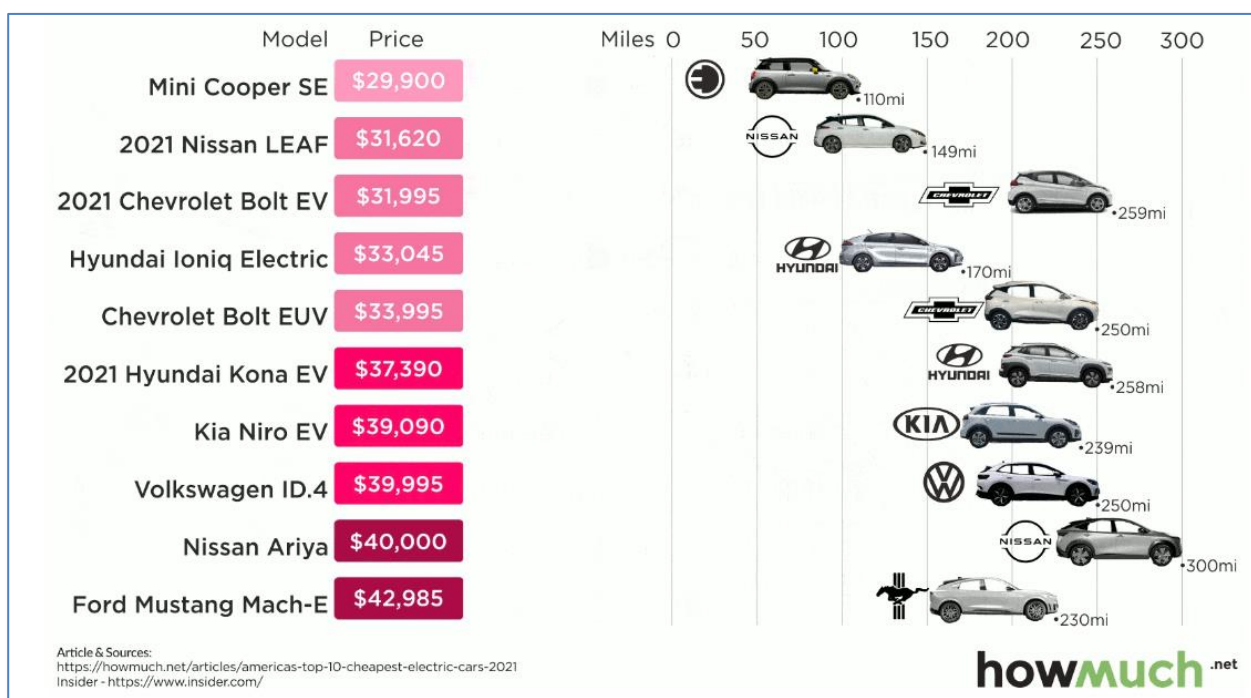 Model Price Miles 0 50 100 150 200 250 300
Mini Cooper SE $29,900 110mi
2021 Nissan LEAF $31,620 NISSAN 149mi
2021 Chevrolet Bolt EV $31,995 CHEVROLET 259mi
Hyundai Ioniq Electric $33,045 HYUNDAI 170mi
Chevrolet Bolt EUV $33,995 CHEVROLET 250mi
2021 Hyundai Kona EV $37,390 HYUNDAI 258mi
Kia Niro EV $39,090 KIA 239mi
Volkswagen ID.4 $39,995 VW 250mi
Nissan Ariya $40,000 NISSAN 300mi
Ford Mustang Mach-E $42,985 230mi
Article & Sources:
https://howmuch.net/articles/americas-top-10-cheapest-electric-cars-2021
Insider - https://www.insider.com/
howmuch.net